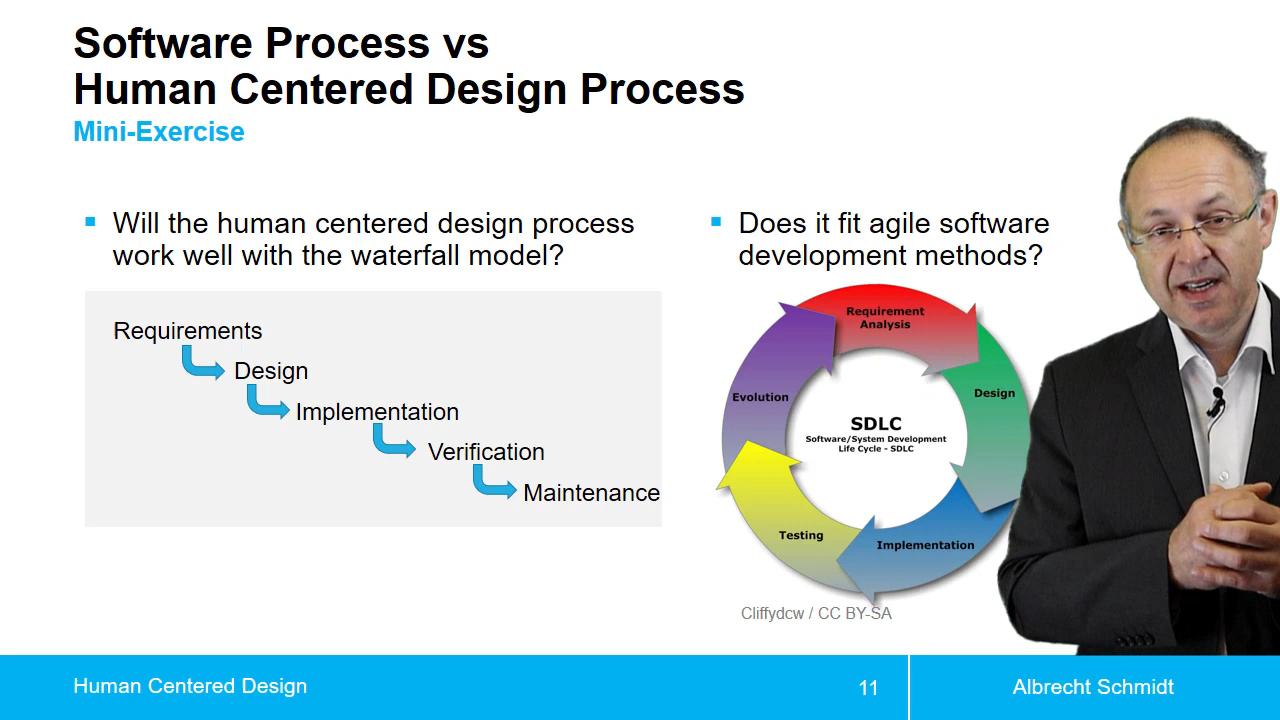 Software Process vs
Human Centered Design Process
Mini-Exercise
Will the human centered design process
work well with the waterfall model?
Requirements
Design
Implementation
Verification
Maintenance
Does it fit agile software
development methods?
Requirement
Analysis
Design
Implementation
Testing
Evolution
SDLC
Software/System Development
Life Cycle - SDLC
Cliffydcw / CC BY-SA
Human Centered Design
11
Albrecht Schmidt